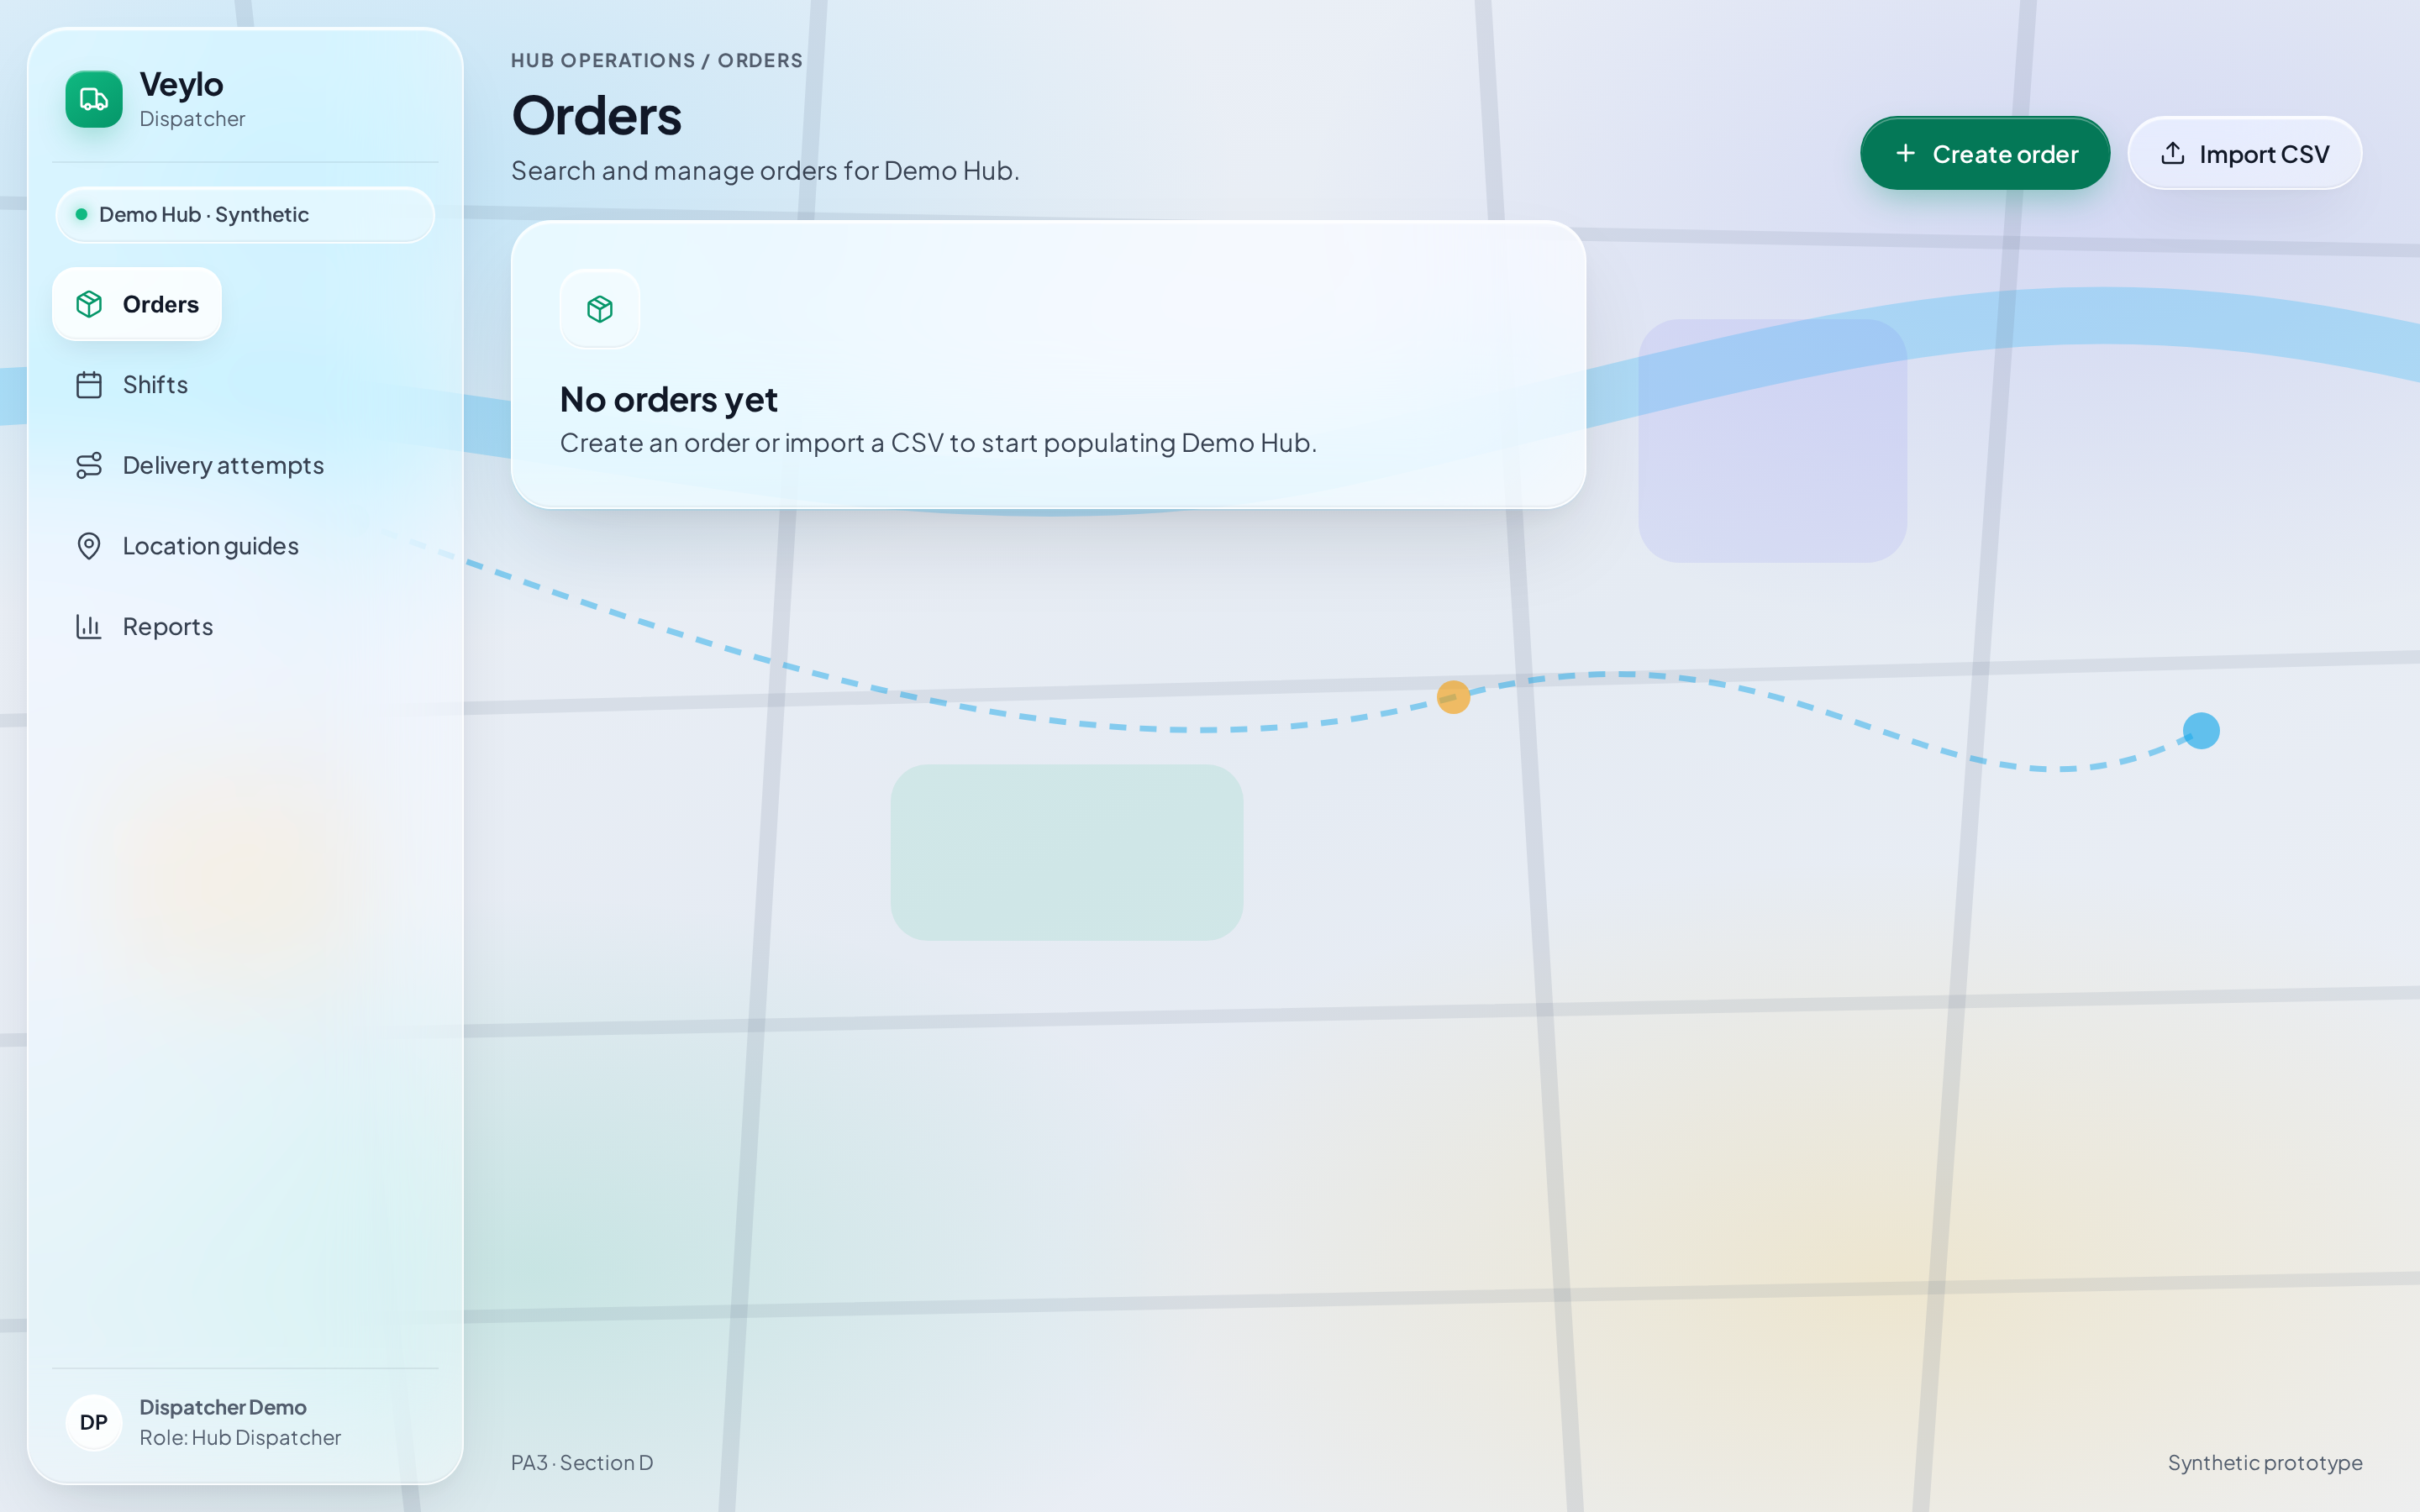 Veylo
Dispatcher
Demo Hub · Synthetic
Orders
Shifts
Delivery attempts
Location guides
Reports
DP
Dispatcher Demo
Role: Hub Dispatcher
HUB OPERATIONS / ORDERS
Orders
Search and manage orders for Demo Hub.
Create order
Import CSV
No orders yet
Create an order or import a CSV to start populating Demo Hub.
PA3 · Section D
Synthetic prototype